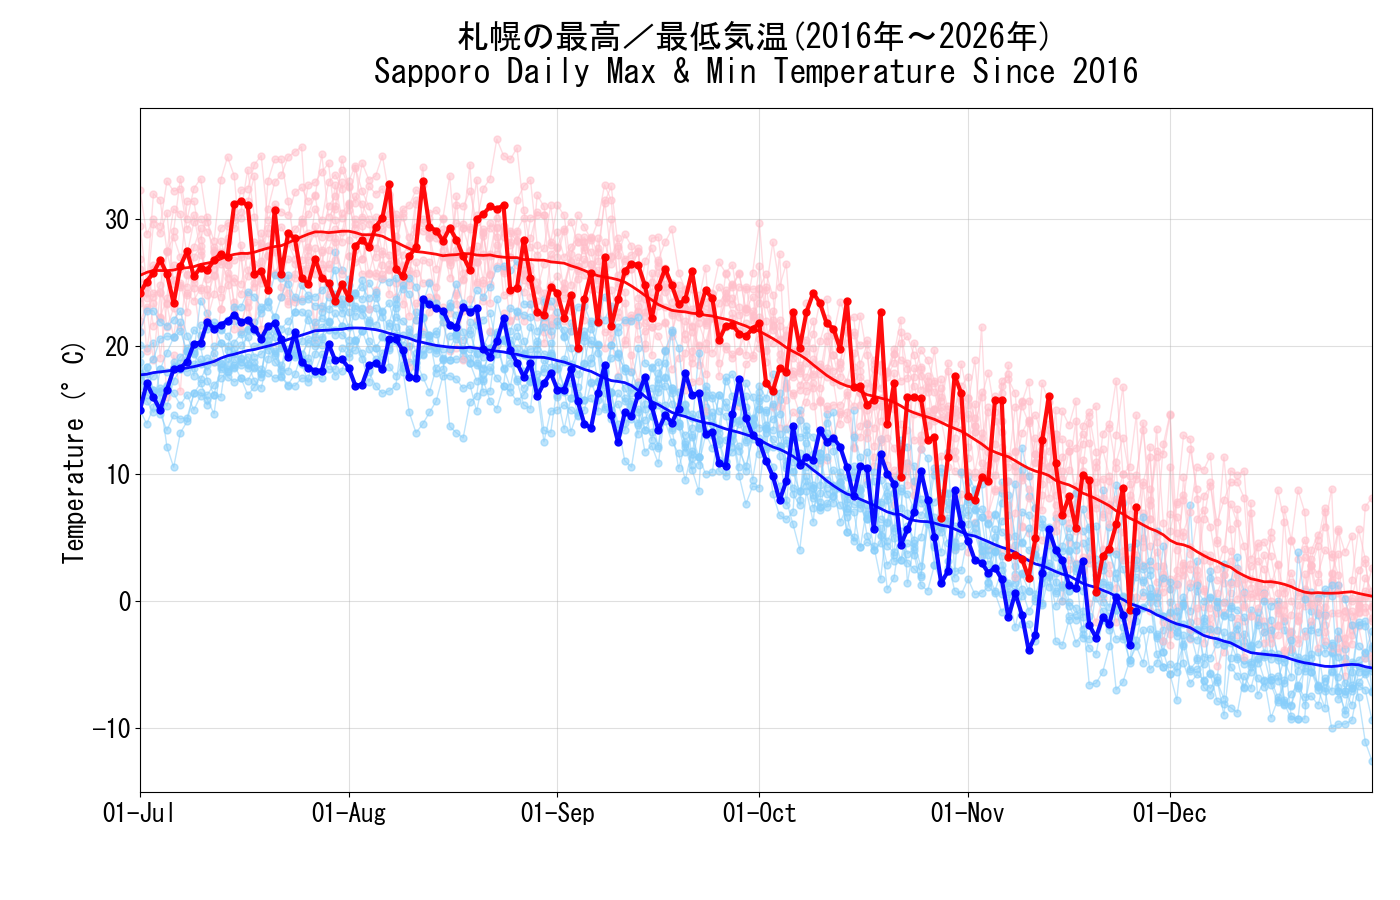 札幌の最高／最低気温(2016年～2026年)
Sapporo Daily Max & Min Temperature Since 2016
Temperature (° C)
30
20
10
0
−10
01−Jul 01−Aug 01−Sep 01−Oct 01−Nov 01−Dec